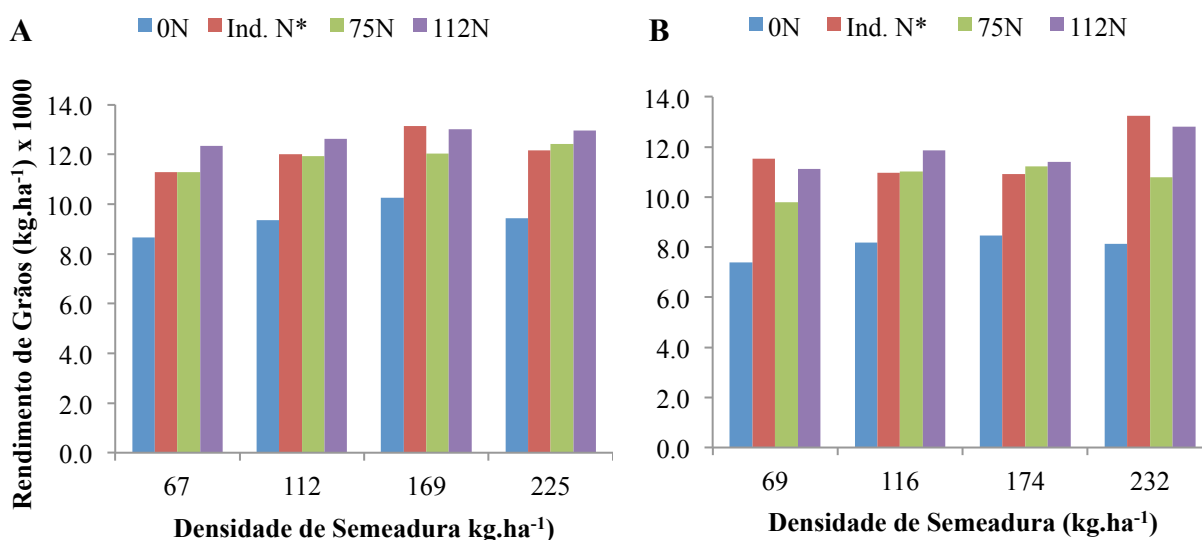 A
0N Ind. N* 75N 112N
Rendimento de Grãos (kg.ha⁻¹) x 1000
14.0
12.0
10.0
8.0
6.0
4.0
2.0
0.0
67 112 169 225
Densidade de Semeadura kg.ha⁻¹)
B
0N Ind. N* 75N 112N
14.0
12.0
10.0
8.0
6.0
4.0
2.0
0.0
69 116 174 232
Densidade de Semeadura (kg.ha⁻¹)